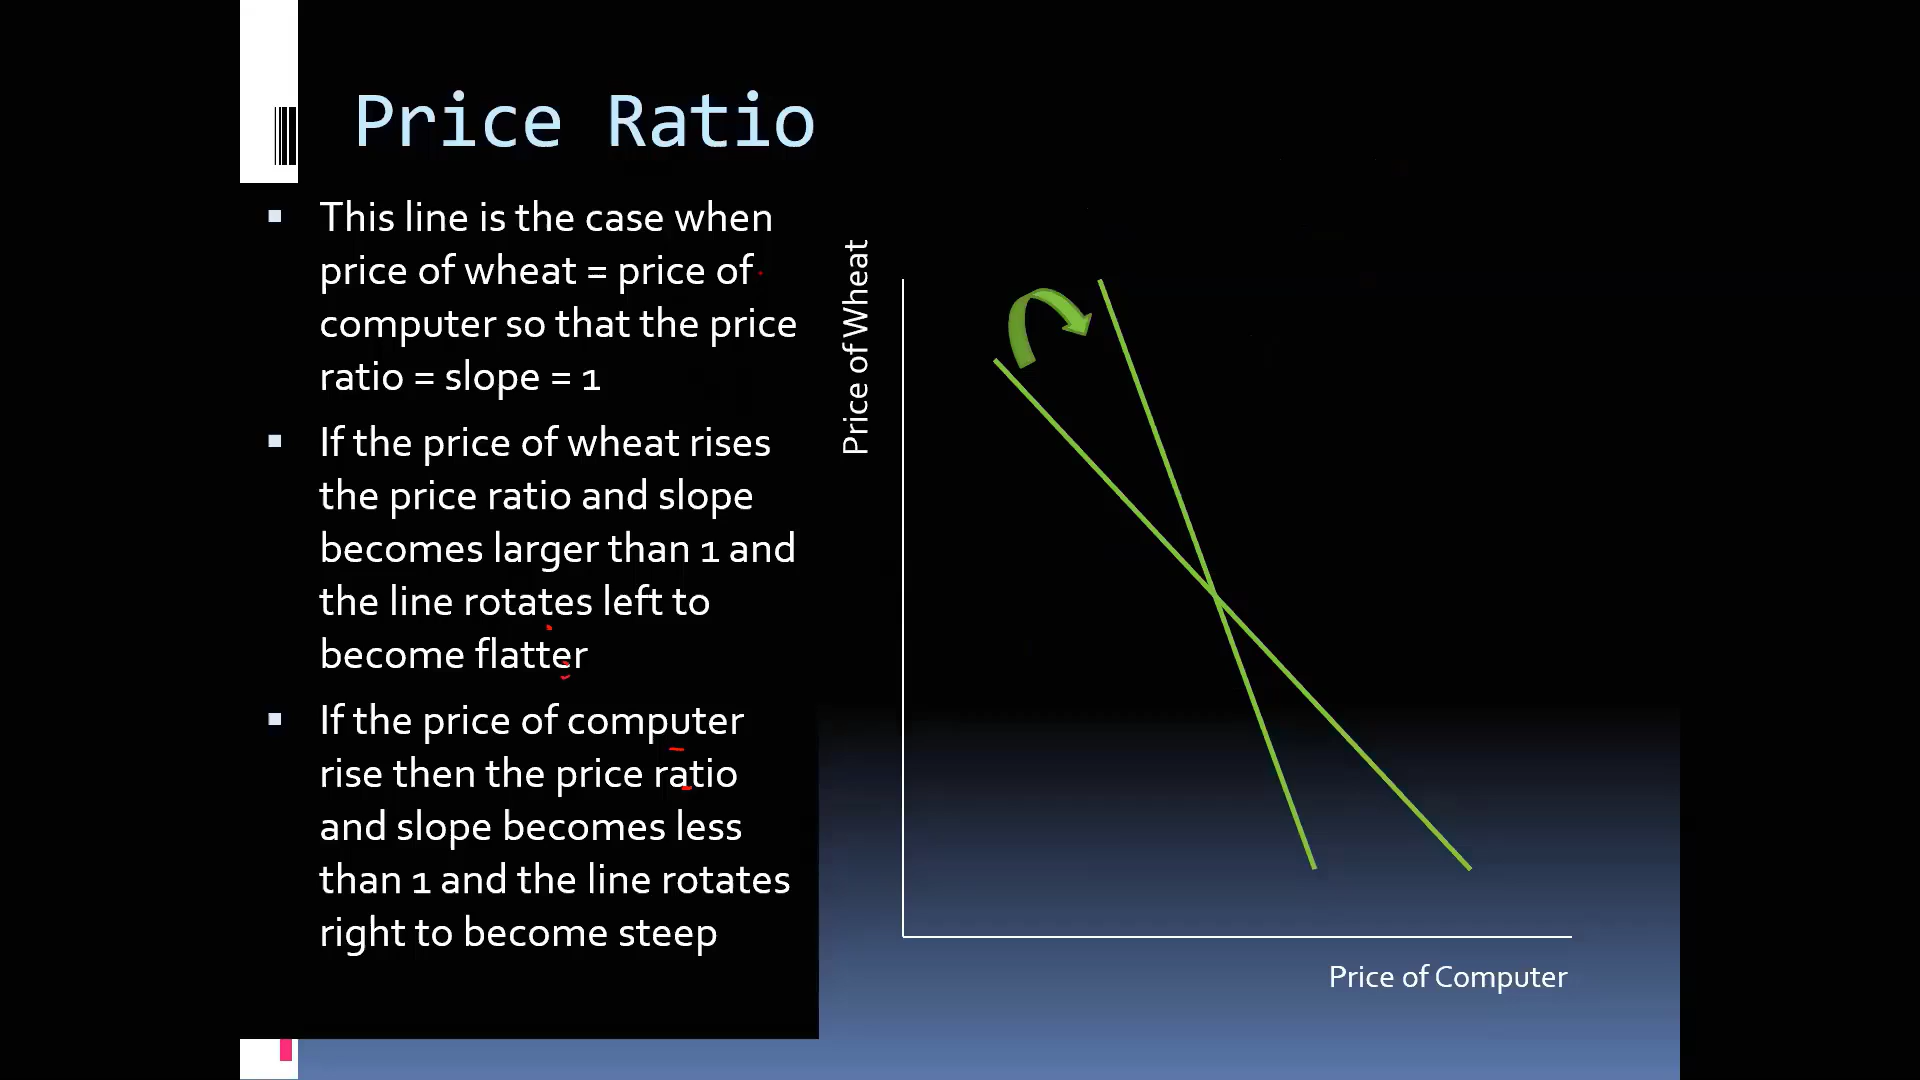 Price Ratio
This line is the case when
price of wheat = price of
computer so that the price
ratio = slope = 1
If the price of wheat rises
the price ratio and slope
becomes larger than 1 and
the line rotates left to
become flatter
If the price of computer
rise then the price ratio
and slope becomes less
than 1 and the line rotates
right to become steep
Price of Wheat
Price of Computer